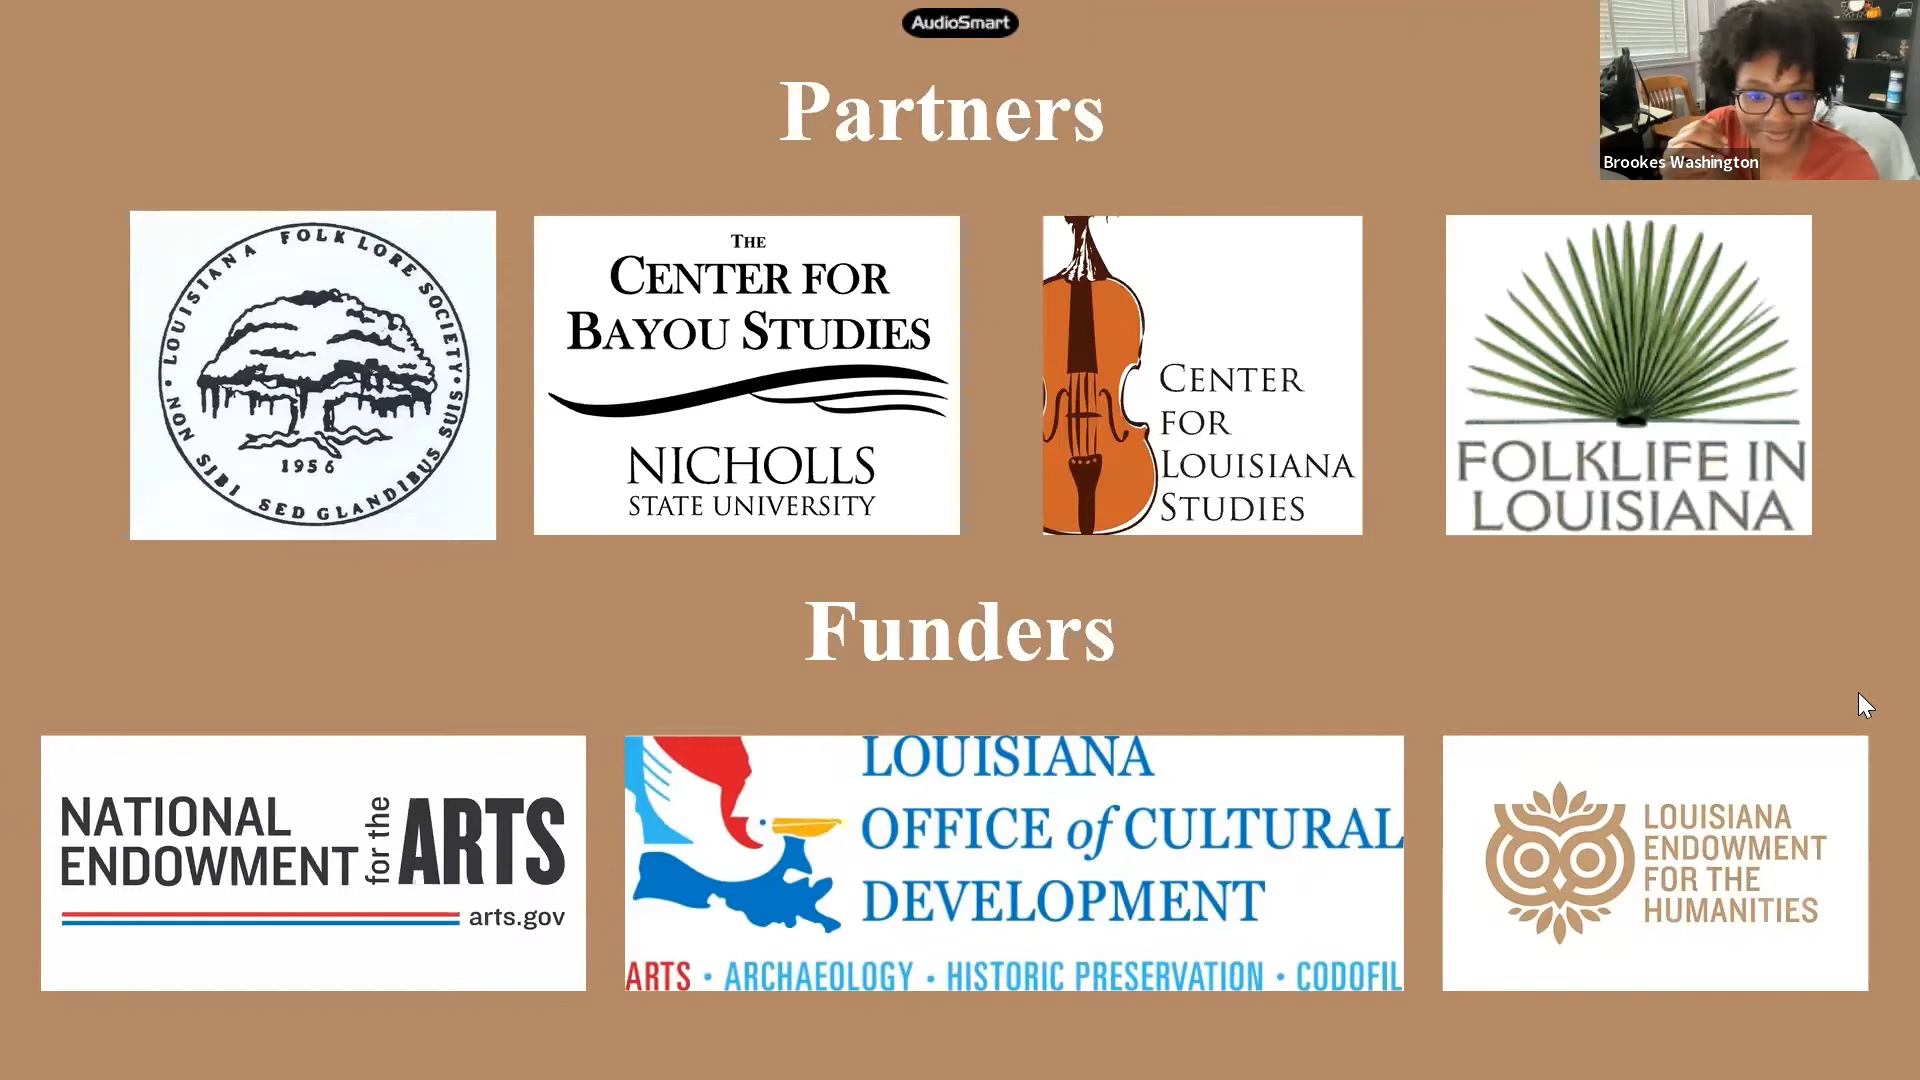 AudioSmart
Partners
Brookes Washington
LOUISIANA FOLK LORE SOCIETY
• NON SIBI SED GLANDIBUS SUIS •
1956
THE
CENTER FOR
BAYOU STUDIES
NICHOLLS
STATE UNIVERSITY
CENTER
FOR
LOUISIANA
STUDIES
FOLKLIFE IN
LOUISIANA
Funders
NATIONAL
ENDOWMENT
for the
ARTS
arts.gov
LOUISIANA
OFFICE of CULTURAL
DEVELOPMENT
ARTS • ARCHAEOLOGY • HISTORIC PRESERVATION • CODOFIL
LOUISIANA
ENDOWMENT
FOR THE
HUMANITIES